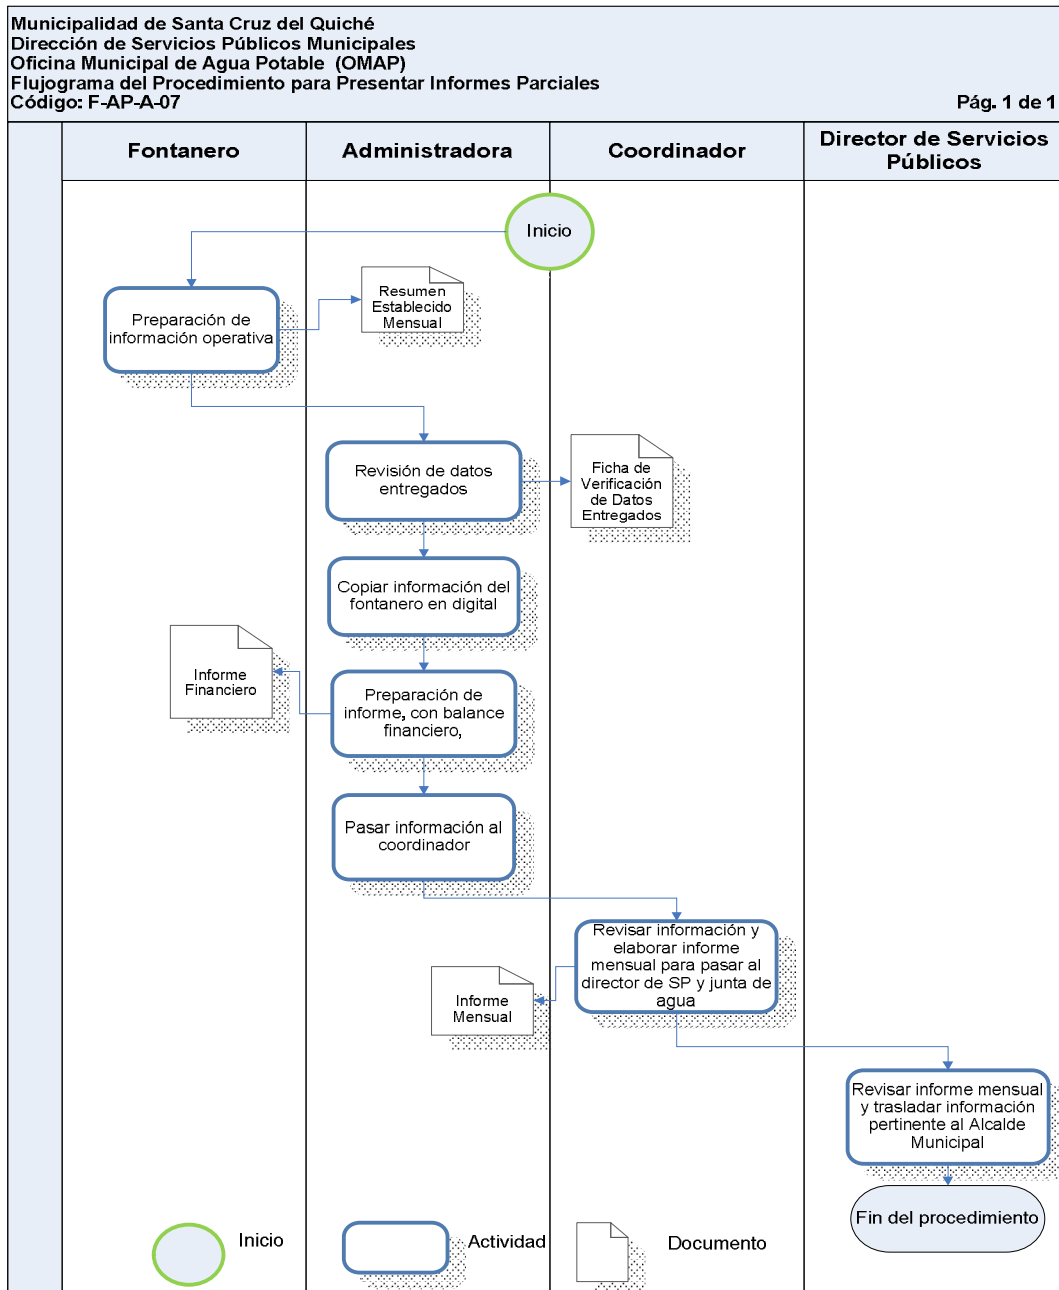 Municipalidad de Santa Cruz del Quiché
Dirección de Servicios Públicos Municipales
Oficina Municipal de Agua Potable (OMAP)
Flujograma del Procedimiento para Presentar Informes Parciales
Código: F-AP-A-07
Pág. 1 de 1
Fontanero
Administradora
Coordinador
Director de Servicios
Públicos
Inicio
Preparación de
información operativa
Resumen
Establecido
Mensual
Revisión de datos
entregados
Ficha de
Verificación
de Datos
Entregados
Copiar información del
fontanero en digital
Informe
Financiero
Preparación de
informe, con balance
financiero,
Pasar información al
coordinador
Revisar información y
elaborar informe
mensual para pasar al
director de SP y junta de
agua
Informe
Mensual
Revisar informe mensual
y trasladar información
pertinente al Alcalde
Municipal
Fin del procedimiento
Inicio
Actividad
Documento